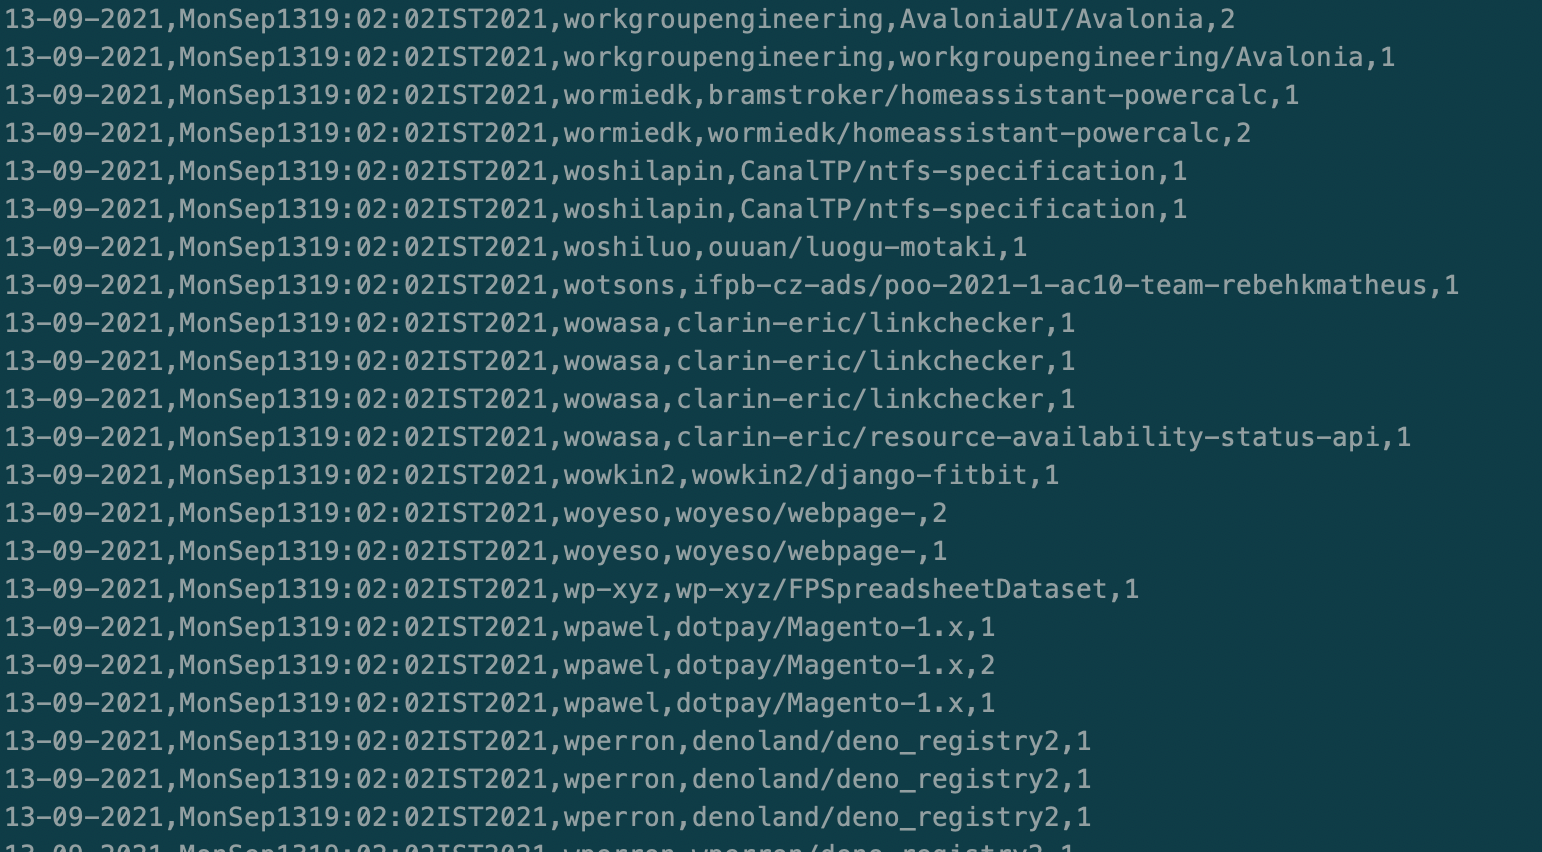 13-09-2021,MonSep1319:02:02IST2021,workgroupengineering,AvaloniaUI/Avalonia,2
13-09-2021,MonSep1319:02:02IST2021,workgroupengineering,workgroupengineering/Avalonia,1
13-09-2021,MonSep1319:02:02IST2021,wormiedk,bramstroker/homeassistant-powercalc,1
13-09-2021,MonSep1319:02:02IST2021,wormiedk,wormiedk/homeassistant-powercalc,2
13-09-2021,MonSep1319:02:02IST2021,woshilapin,CanalTP/ntfs-specification,1
13-09-2021,MonSep1319:02:02IST2021,woshilapin,CanalTP/ntfs-specification,1
13-09-2021,MonSep1319:02:02IST2021,woshiluo,ouuan/luogu-motaki,1
13-09-2021,MonSep1319:02:02IST2021,wotsons,ifpb-cz-ads/poo-2021-1-ac10-team-rebehkmatheus,1
13-09-2021,MonSep1319:02:02IST2021,wowasa,clarin-eric/linkchecker,1
13-09-2021,MonSep1319:02:02IST2021,wowasa,clarin-eric/linkchecker,1
13-09-2021,MonSep1319:02:02IST2021,wowasa,clarin-eric/linkchecker,1
13-09-2021,MonSep1319:02:02IST2021,wowasa,clarin-eric/resource-availability-status-api,1
13-09-2021,MonSep1319:02:02IST2021,wowkin2,wowkin2/django-fitbit,1
13-09-2021,MonSep1319:02:02IST2021,woyeso,woyeso/webpage-,2
13-09-2021,MonSep1319:02:02IST2021,woyeso,woyeso/webpage-,1
13-09-2021,MonSep1319:02:02IST2021,wp-xyz,wp-xyz/FPSpreadsheetDataset,1
13-09-2021,MonSep1319:02:02IST2021,wpawel,dotpay/Magento-1.x,1
13-09-2021,MonSep1319:02:02IST2021,wpawel,dotpay/Magento-1.x,2
13-09-2021,MonSep1319:02:02IST2021,wpawel,dotpay/Magento-1.x,1
13-09-2021,MonSep1319:02:02IST2021,wperron,denoland/deno_registry2,1
13-09-2021,MonSep1319:02:02IST2021,wperron,denoland/deno_registry2,1
13-09-2021,MonSep1319:02:02IST2021,wperron,denoland/deno_registry2,1